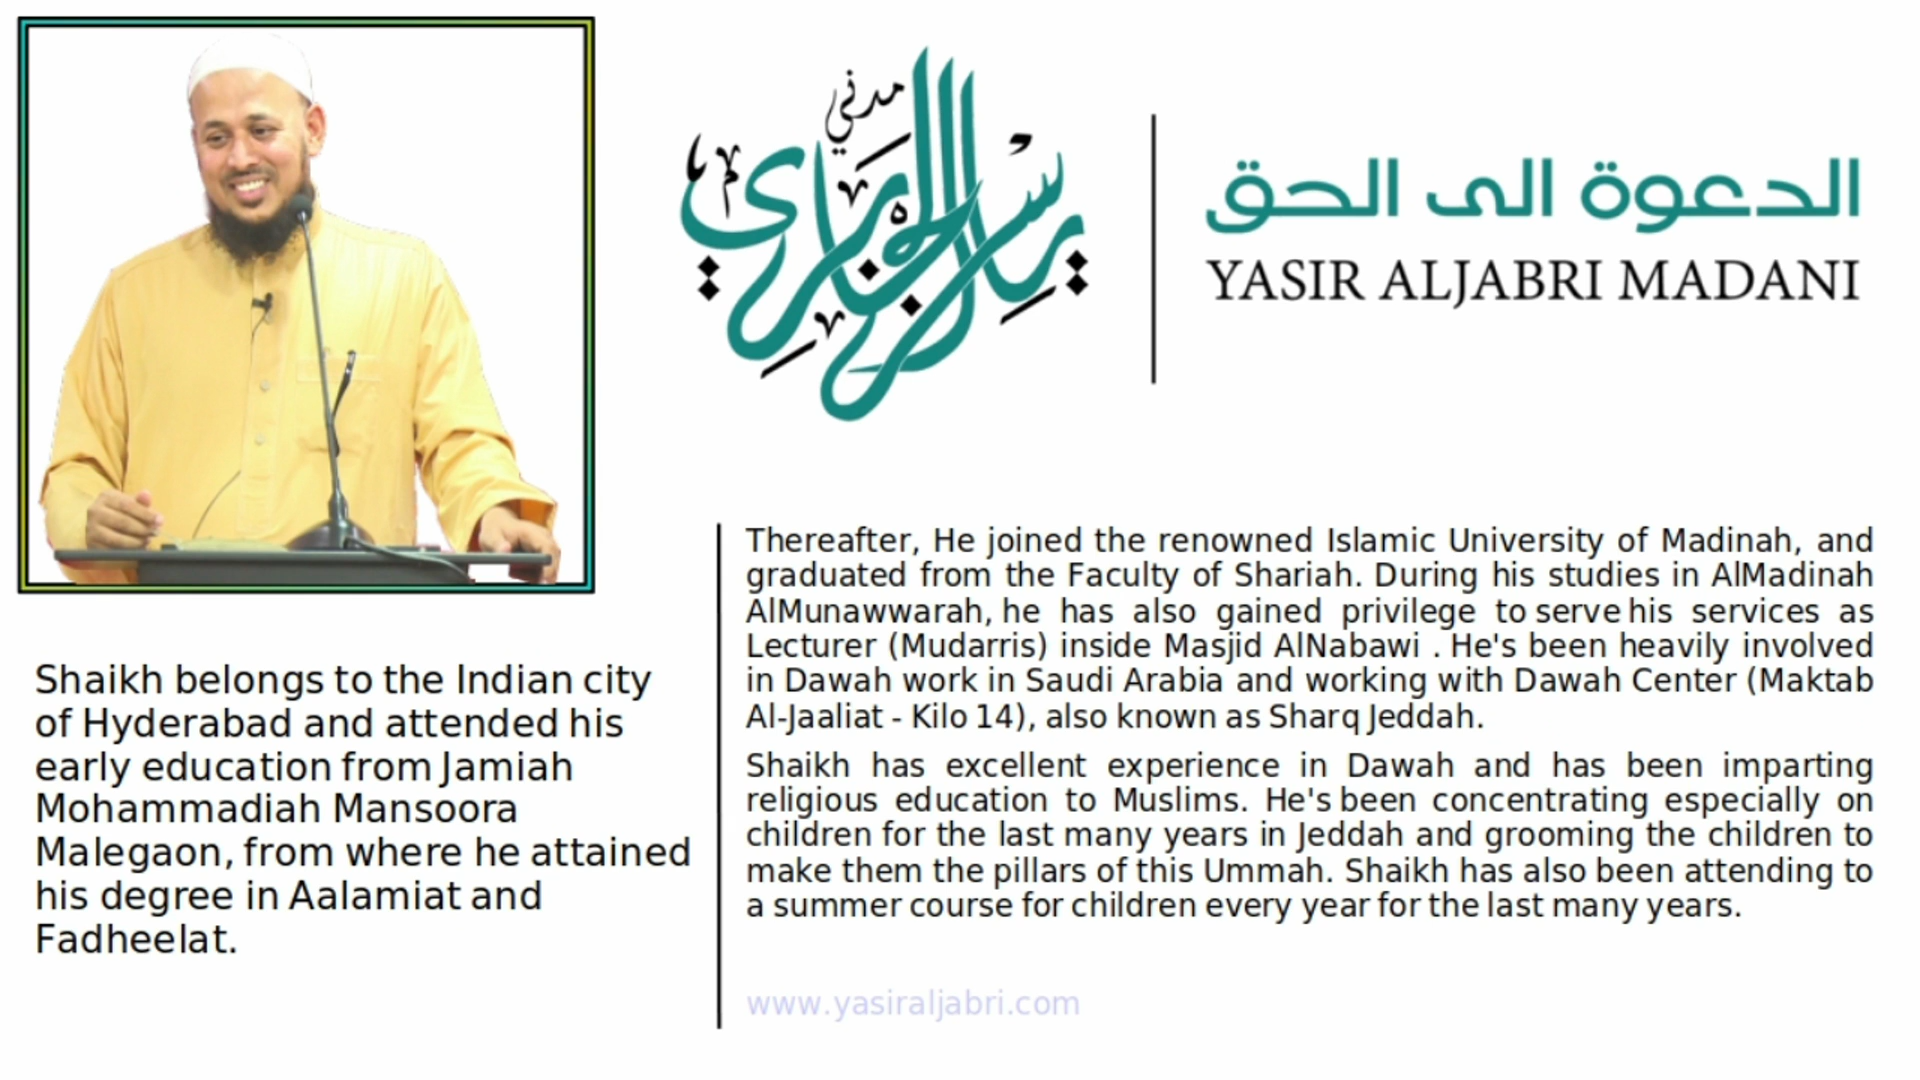 مدني
ياسر الجابري
الدعوة الى الحق
YASIR ALJABRI MADANI
Shaikh belongs to the Indian city
of Hyderabad and attended his
early education from Jamiah
Mohammadiah Mansoora
Malegaon, from where he attained
his degree in Aalamiat and
Fadheelat.
Thereafter, He joined the renowned Islamic University of Madinah, and
graduated from the Faculty of Shariah. During his studies in AlMadinah
AlMunawwarah, he has also gained privilege to serve his services as
Lecturer (Mudarris) inside Masjid AlNabawi . He's been heavily involved
in Dawah work in Saudi Arabia and working with Dawah Center (Maktab
Al-Jaaliat - Kilo 14), also known as Sharq Jeddah.
Shaikh has excellent experience in Dawah and has been imparting
religious education to Muslims. He's been concentrating especially on
children for the last many years in Jeddah and grooming the children to
make them the pillars of this Ummah. Shaikh has also been attending to
a summer course for children every year for the last many years.
www.yasiraljabri.com